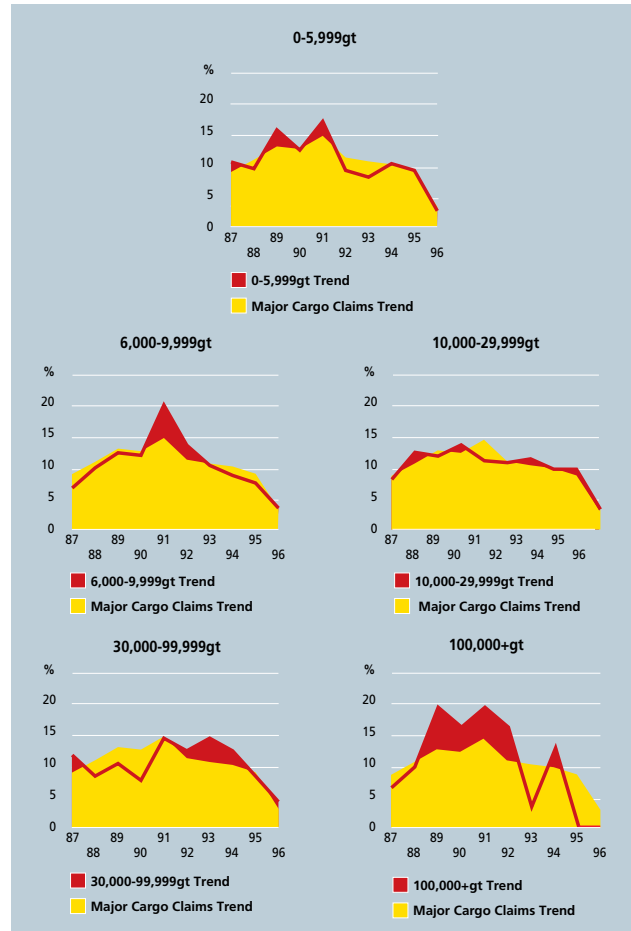 0-5,999gt
%
20
15
10
5
0
87 89 91 93 95
88 90 92 94 96
0-5,999gt Trend
Major Cargo Claims Trend
6,000-9,999gt
%
20
15
10
5
0
87 89 91 93 95
88 90 92 94 96
6,000-9,999gt Trend
Major Cargo Claims Trend
10,000-29,999gt
%
20
15
10
5
0
87 89 91 93 95
88 90 92 94 96
10,000-29,999gt Trend
Major Cargo Claims Trend
30,000-99,999gt
%
20
15
10
5
0
87 89 91 93 95
88 90 92 94 96
30,000-99,999gt Trend
Major Cargo Claims Trend
100,000+gt
%
20
15
10
5
0
87 89 91 93 95
88 90 92 94 96
100,000+gt Trend
Major Cargo Claims Trend